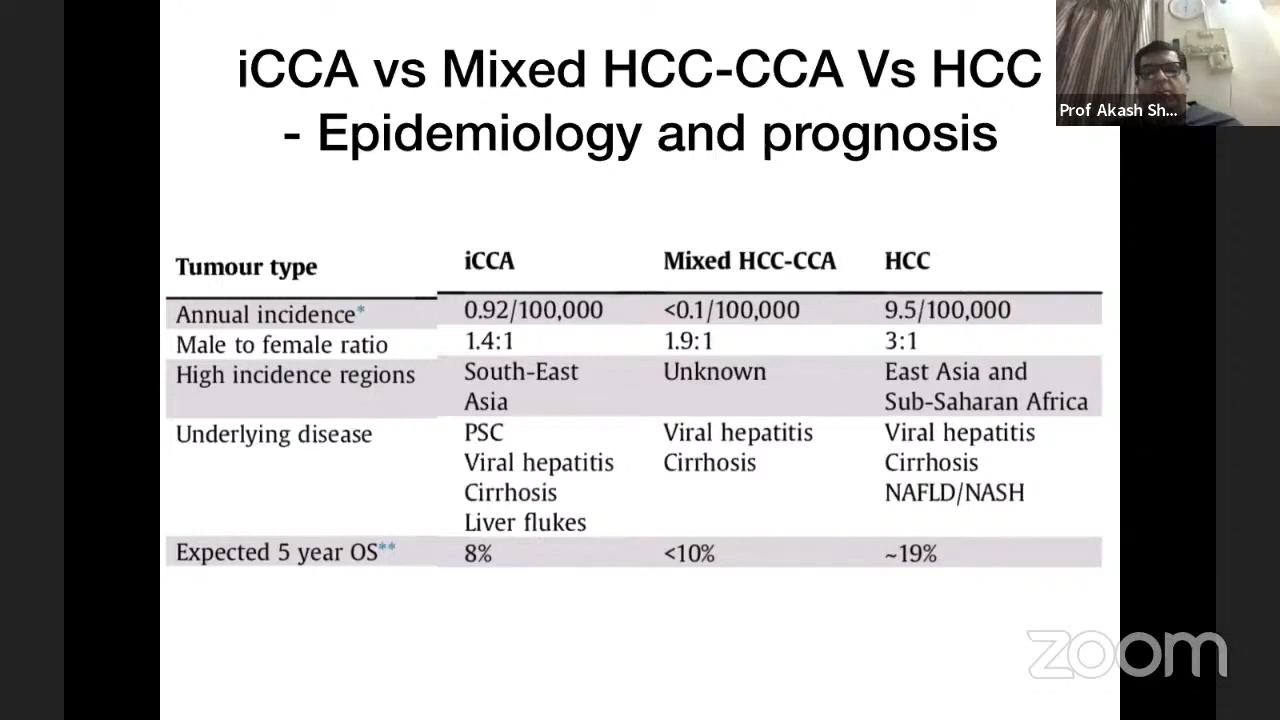 iCCA vs Mixed HCC-CCA Vs HCC
- Epidemiology and prognosis
Prof Akash Sh...
Tumour type iCCA Mixed HCC-CCA HCC
Annual incidence* 0.92/100,000 <0.1/100,000 9.5/100,000
Male to female ratio 1.4:1 1.9:1 3:1
High incidence regions South-East Unknown East Asia and
Asia Sub-Saharan Africa
Underlying disease PSC Viral hepatitis Viral hepatitis
Viral hepatitis Cirrhosis Cirrhosis
Cirrhosis NAFLD/NASH
Liver flukes
Expected 5 year OS** 8% <10% ~19%
zoom